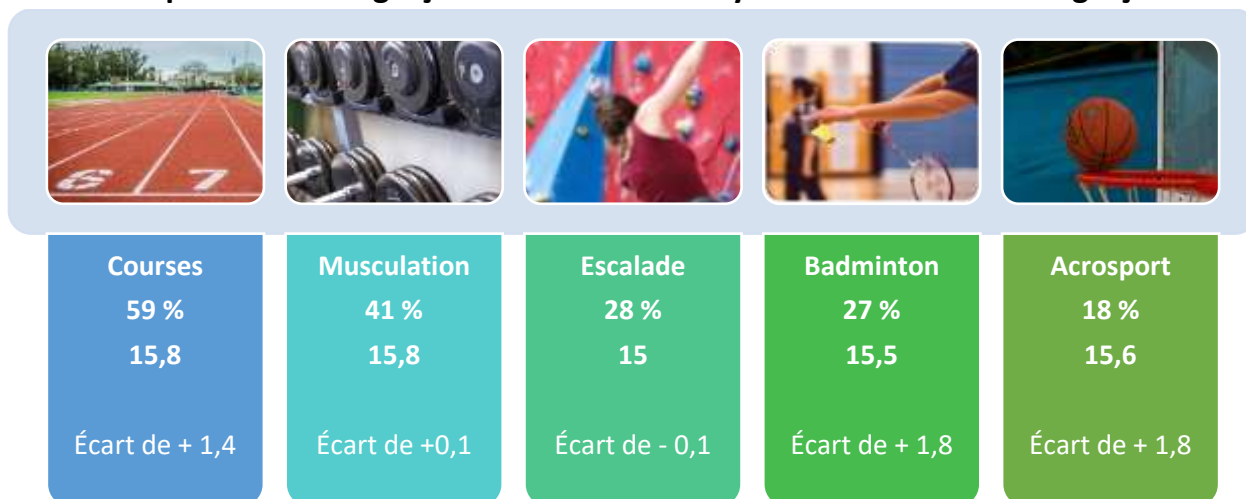 6 7
Courses
59 %
15,8
Écart de + 1,4
Musculation
41 %
15,8
Écart de +0,1
Escalade
28 %
15
Écart de - 0,1
Badminton
27 %
15,5
Écart de + 1,8
Acrosport
18 %
15,6
Écart de + 1,8